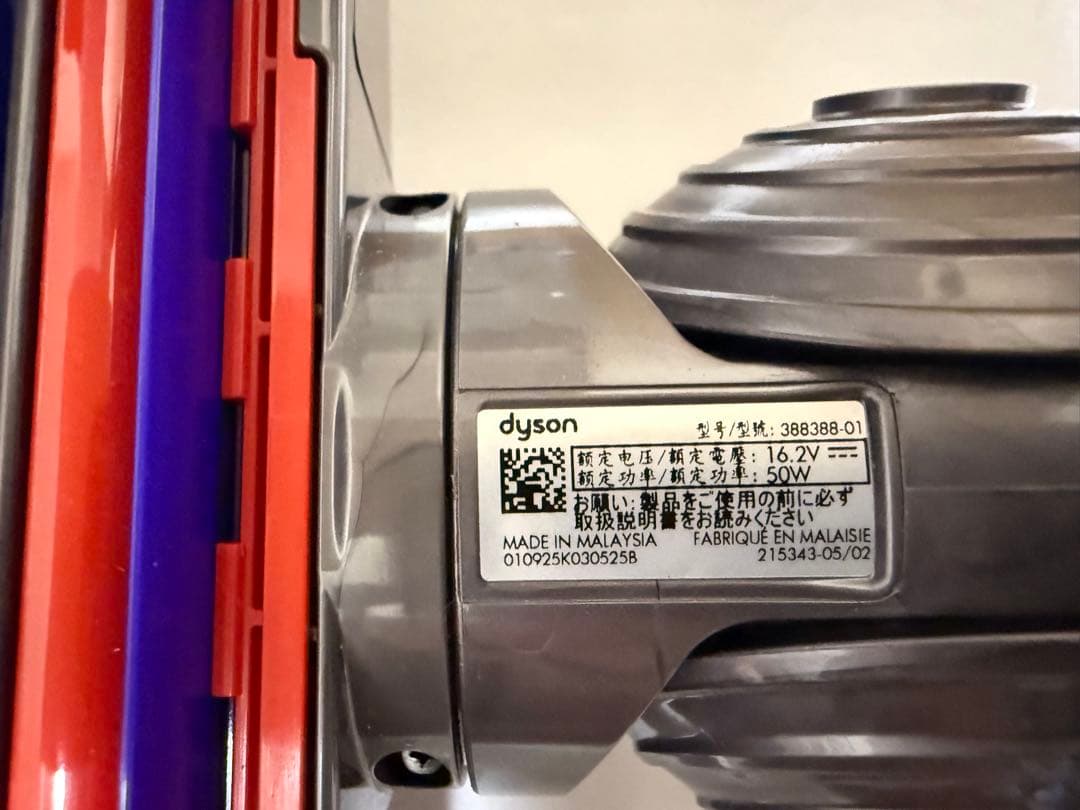 dyson
型号/型號: 388388-01
额定电压/額定電壓: 16.2V ⎓
额定功率/額定功率: 50W
お願い: 製品をご使用の前に必ず
取扱説明書をお読みください
MADE IN MALAYSIA FABRIQUÉ EN MALAISIE
010925K030525B 215343-05/02